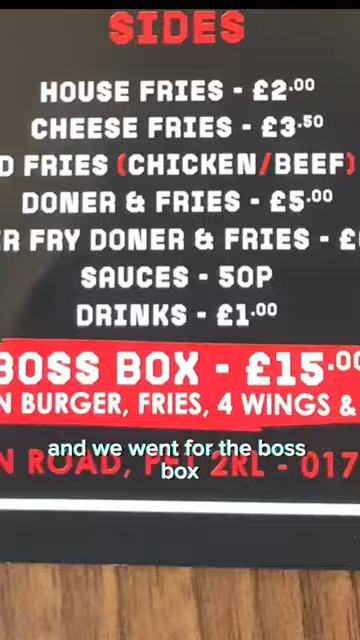 SIDES
HOUSE FRIES - £2.00
CHEESE FRIES - £3.50
D FRIES (CHICKEN/BEEF)
DONER & FRIES - £5.00
R FRY DONER & FRIES - £
SAUCES - 50P
DRINKS - £1.00
BOSS BOX - £15.00
N BURGER, FRIES, 4 WINGS &
and we went for the boss
box
N ROAD, 2RL - 017